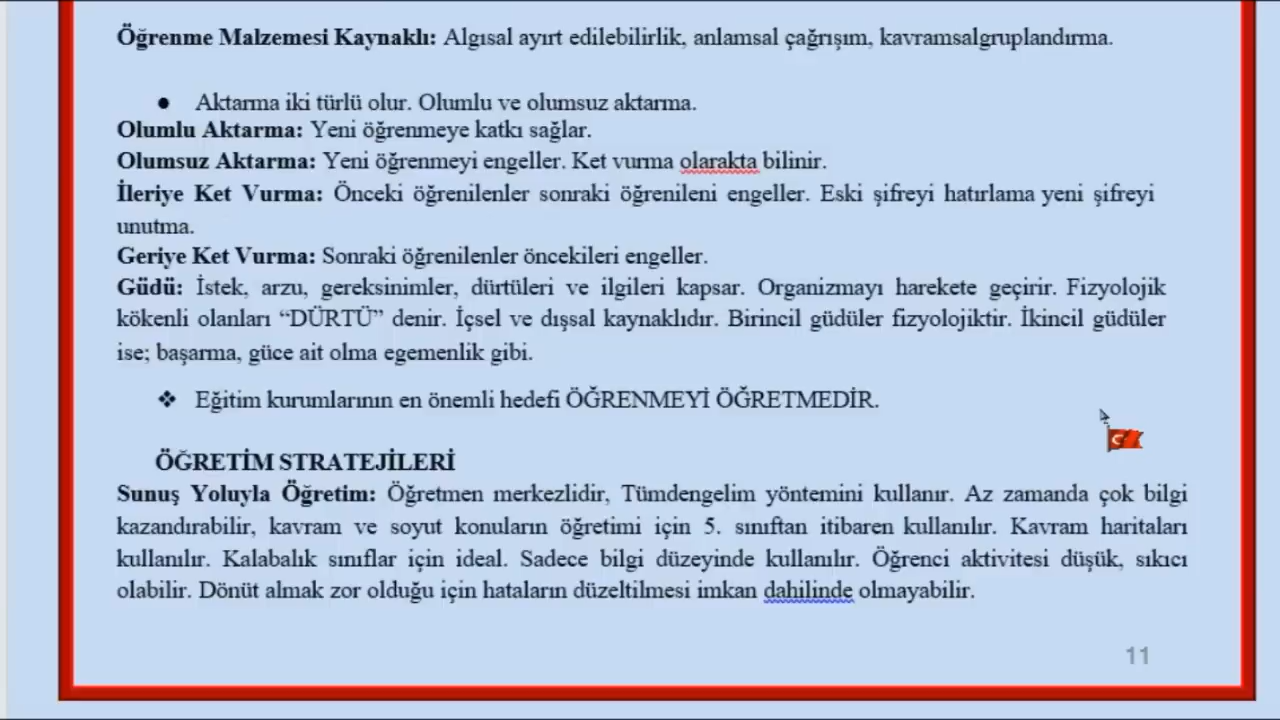 Öğrenme Malzemesi Kaynaklı: Algısal ayırt edilebilirlik, anlamsal çağrışım, kavramsalgruplandırma.
● Aktarma iki türlü olur. Olumlu ve olumsuz aktarma.
Olumlu Aktarma: Yeni öğrenmeye katkı sağlar.
Olumsuz Aktarma: Yeni öğrenmeyi engeller. Ket vurma olarakta bilinir.
İleriye Ket Vurma: Önceki öğrenilenler sonraki öğrenileni engeller. Eski şifreyi hatırlama yeni şifreyi
unutma.
Geriye Ket Vurma: Sonraki öğrenilenler öncekileri engeller.
Güdü: İstek, arzu, gereksinimler, dürtüleri ve ilgileri kapsar. Organizmayı harekete geçirir. Fizyolojik
kökenli olanları “DÜRTÜ” denir. İçsel ve dışsal kaynaklıdır. Birincil güdüler fizyolojiktir. İkincil güdüler
ise; başarma, güce ait olma egemenlik gibi.
❖ Eğitim kurumlarının en önemli hedefi ÖĞRENMEYİ ÖĞRETMEDİR.
ÖĞRETİM STRATEJİLERİ
Sunuş Yoluyla Öğretim: Öğretmen merkezlidir, Tümdengelim yöntemini kullanır. Az zamanda çok bilgi
kazandırabilir, kavram ve soyut konuların öğretimi için 5. sınıftan itibaren kullanılır. Kavram haritaları
kullanılır. Kalabalık sınıflar için ideal. Sadece bilgi düzeyinde kullanılır. Öğrenci aktivitesi düşük, sıkıcı
olabilir. Dönüt almak zor olduğu için hataların düzeltilmesi imkan dahilinde olmayabilir.
11